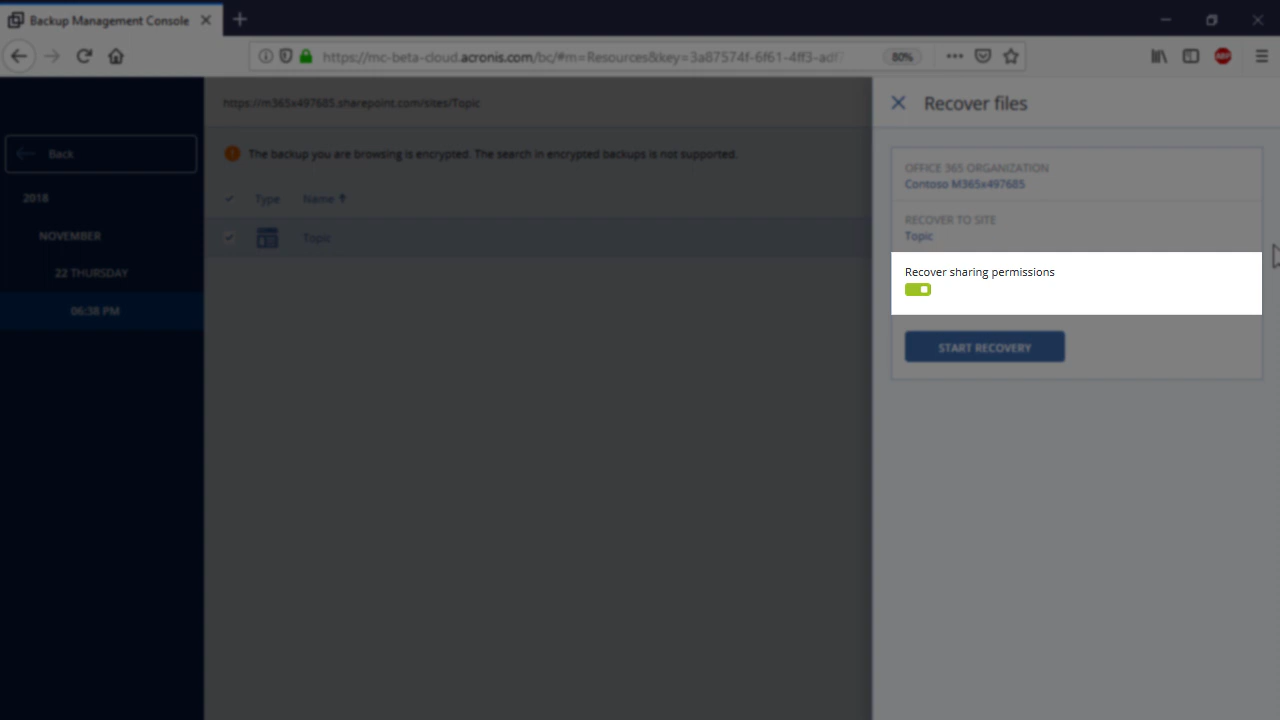 Backup Management Console
https://mc-beta-cloud.acronis.com/bc/#m=Resources&key=3a87574f-6f61-4ff3-adf
80%
ABP
Back
2018
NOVEMBER
22 THURSDAY
06:38 PM
https://m365x497685.sharepoint.com/sites/Topic
The backup you are browsing is encrypted. The search in encrypted backups is not supported.
Type Name
Topic
Recover files
OFFICE 365 ORGANIZATION
Contoso M365x497685
RECOVER TO SITE
Topic
Recover sharing permissions
START RECOVERY